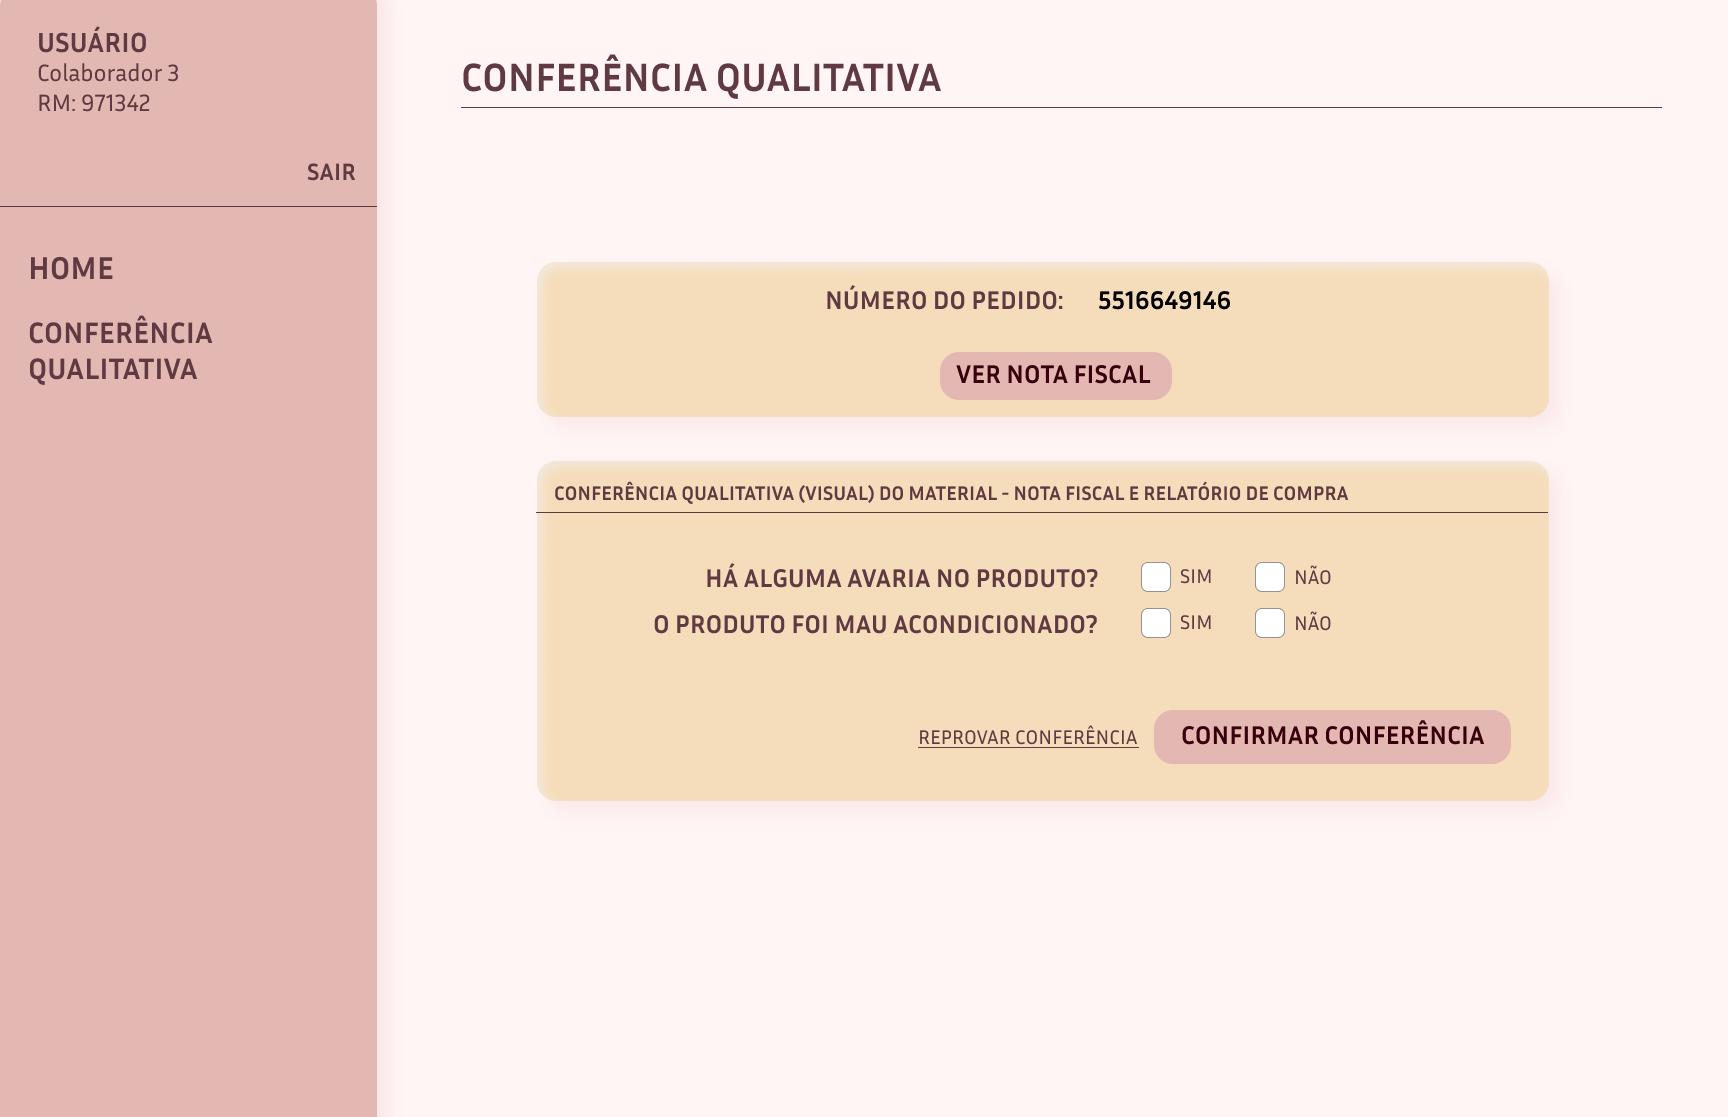 USUÁRIO
Colaborador 3
RM: 971342
SAIR
HOME
CONFERÊNCIA
QUALITATIVA
CONFERÊNCIA QUALITATIVA
NÚMERO DO PEDIDO: 5516649146
VER NOTA FISCAL
CONFERÊNCIA QUALITATIVA (VISUAL) DO MATERIAL - NOTA FISCAL E RELATÓRIO DE COMPRA
HÁ ALGUMA AVARIA NO PRODUTO? SIM NÃO
O PRODUTO FOI MAU ACONDICIONADO? SIM NÃO
REPROVAR CONFERÊNCIA CONFIRMAR CONFERÊNCIA